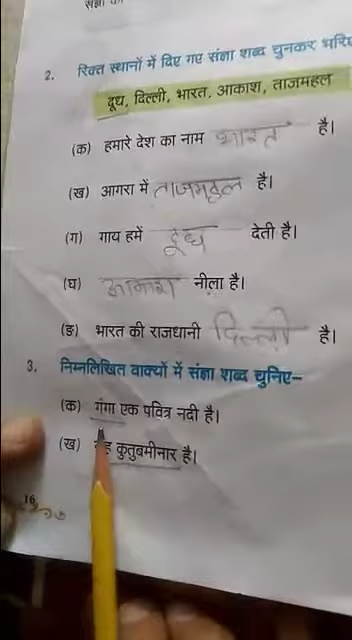 2. रिक्त स्थानों में दिए गए संज्ञा शब्द चुनकर
दूध, दिल्ली, भारत, आकाश, ताजमहल
(क) हमारे देश का नाम भारत है।
(ख) आगरा में ताजमहल है।
(ग) गाय हमें दूध देती है।
(घ) आकाश नीला है।
(ङ) भारत की राजधानी दिल्ली है।
3. निम्नलिखित वाक्यों में संज्ञा शब्द चुनिए–
(क) गंगा एक पवित्र नदी है।
(ख) कुतुबमीनार है।
16